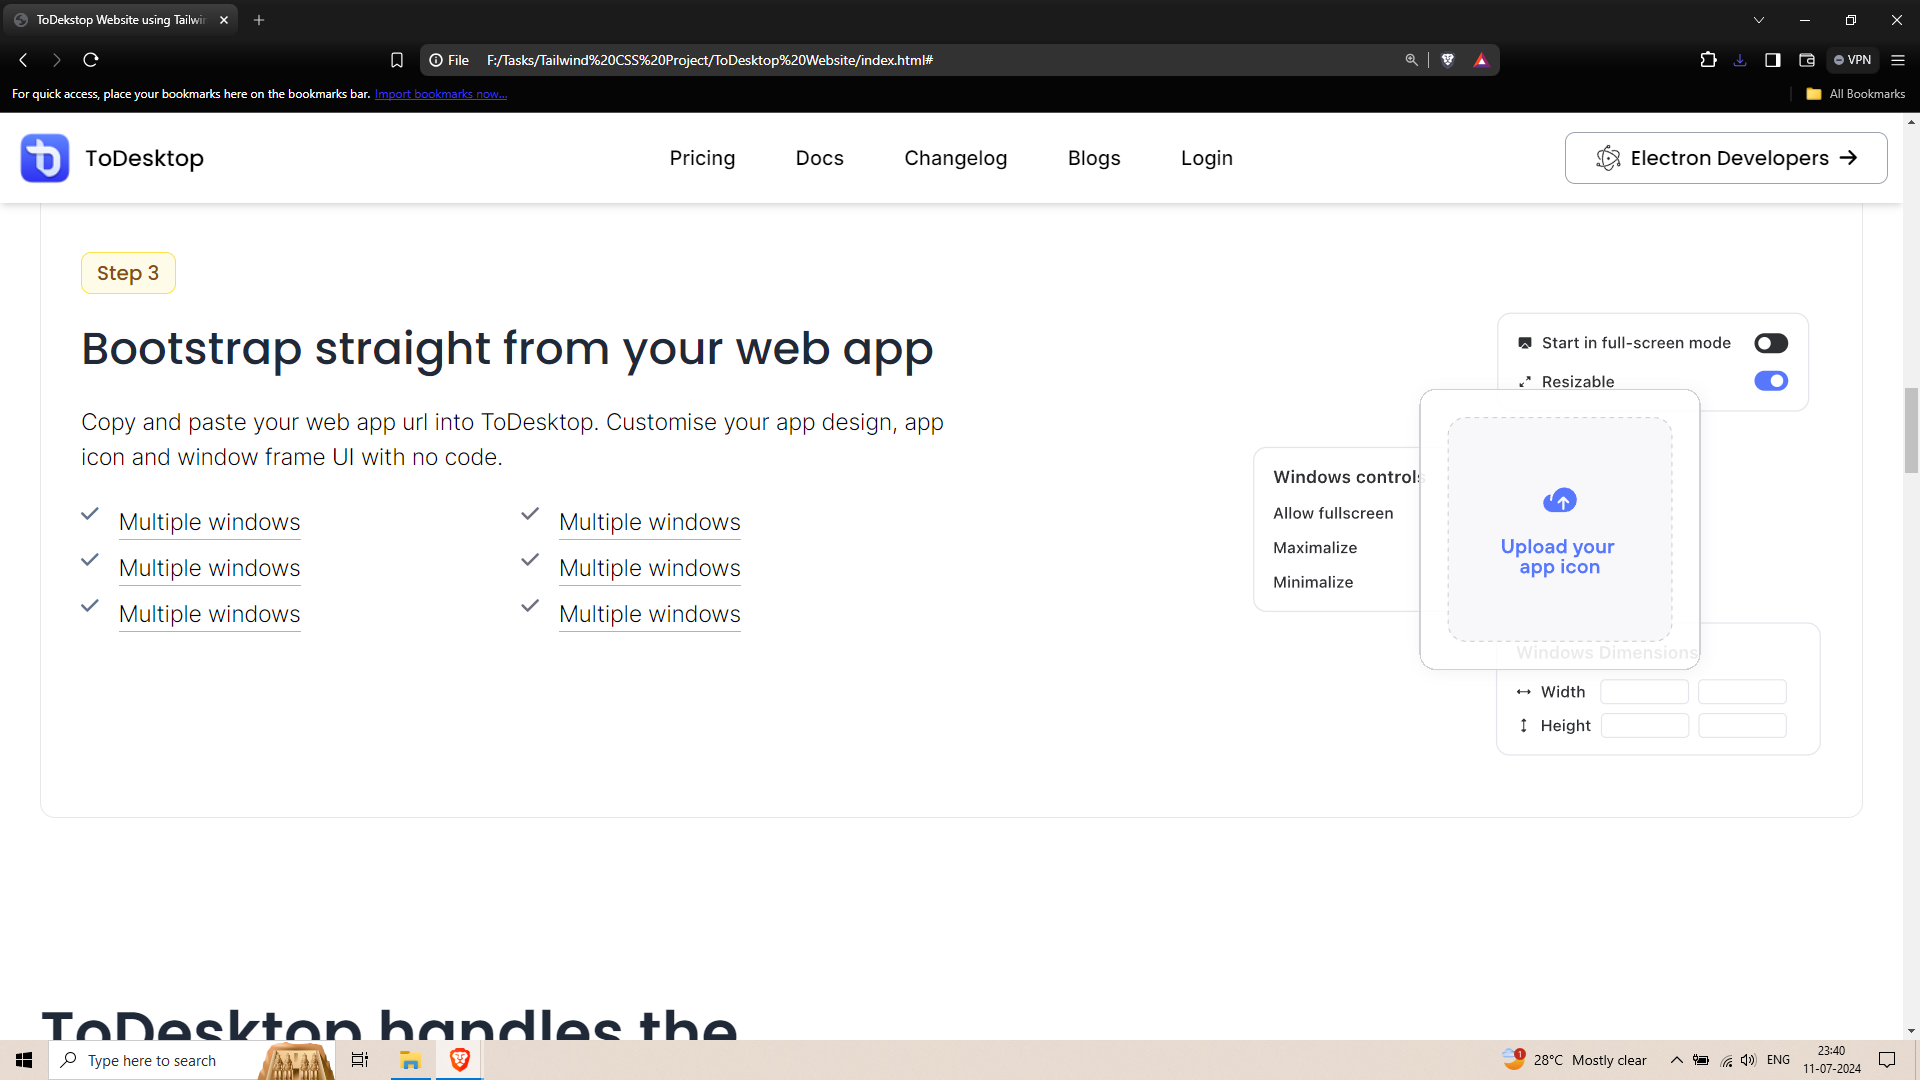 ToDekstop Website using Tailwi
File F:/Tasks/Tailwind%20CSS%20Project/ToDesktop%20Website/index.html#
VPN
For quick access, place your bookmarks here on the bookmarks bar. Import bookmarks now...
All Bookmarks
ToDesktop
Pricing Docs Changelog Blogs Login
Electron Developers →
Step 3
Bootstrap straight from your web app
Copy and paste your web app url into ToDesktop. Customise your app design, app
icon and window frame UI with no code.
Multiple windows Multiple windows
Multiple windows Multiple windows
Multiple windows Multiple windows
Start in full-screen mode
Resizable
Windows controls
Allow fullscreen
Maximalize
Minimalize
Upload your
app icon
Windows Dimensions
Width
Height
ToDesktop handles the
Type here to search
1
28°C Mostly clear
ENG
23:40
11-07-2024